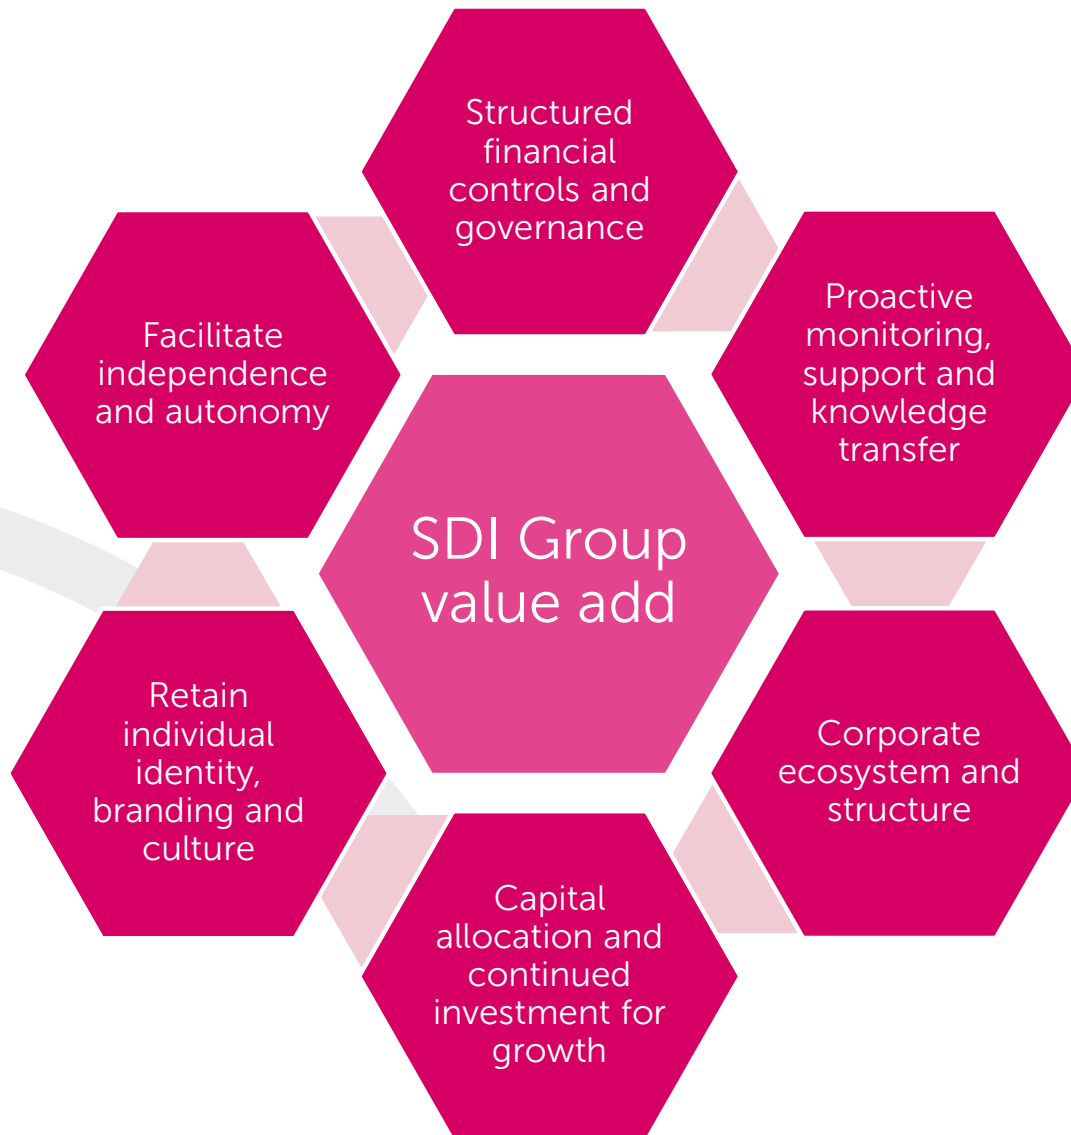 Structured
financial
controls and
governance
Proactive
monitoring,
support and
knowledge
transfer
Corporate
ecosystem and
structure
Capital
allocation and
continued
investment for
growth
Retain
individual
identity,
branding and
culture
Facilitate
independence
and autonomy
SDI Group
value add